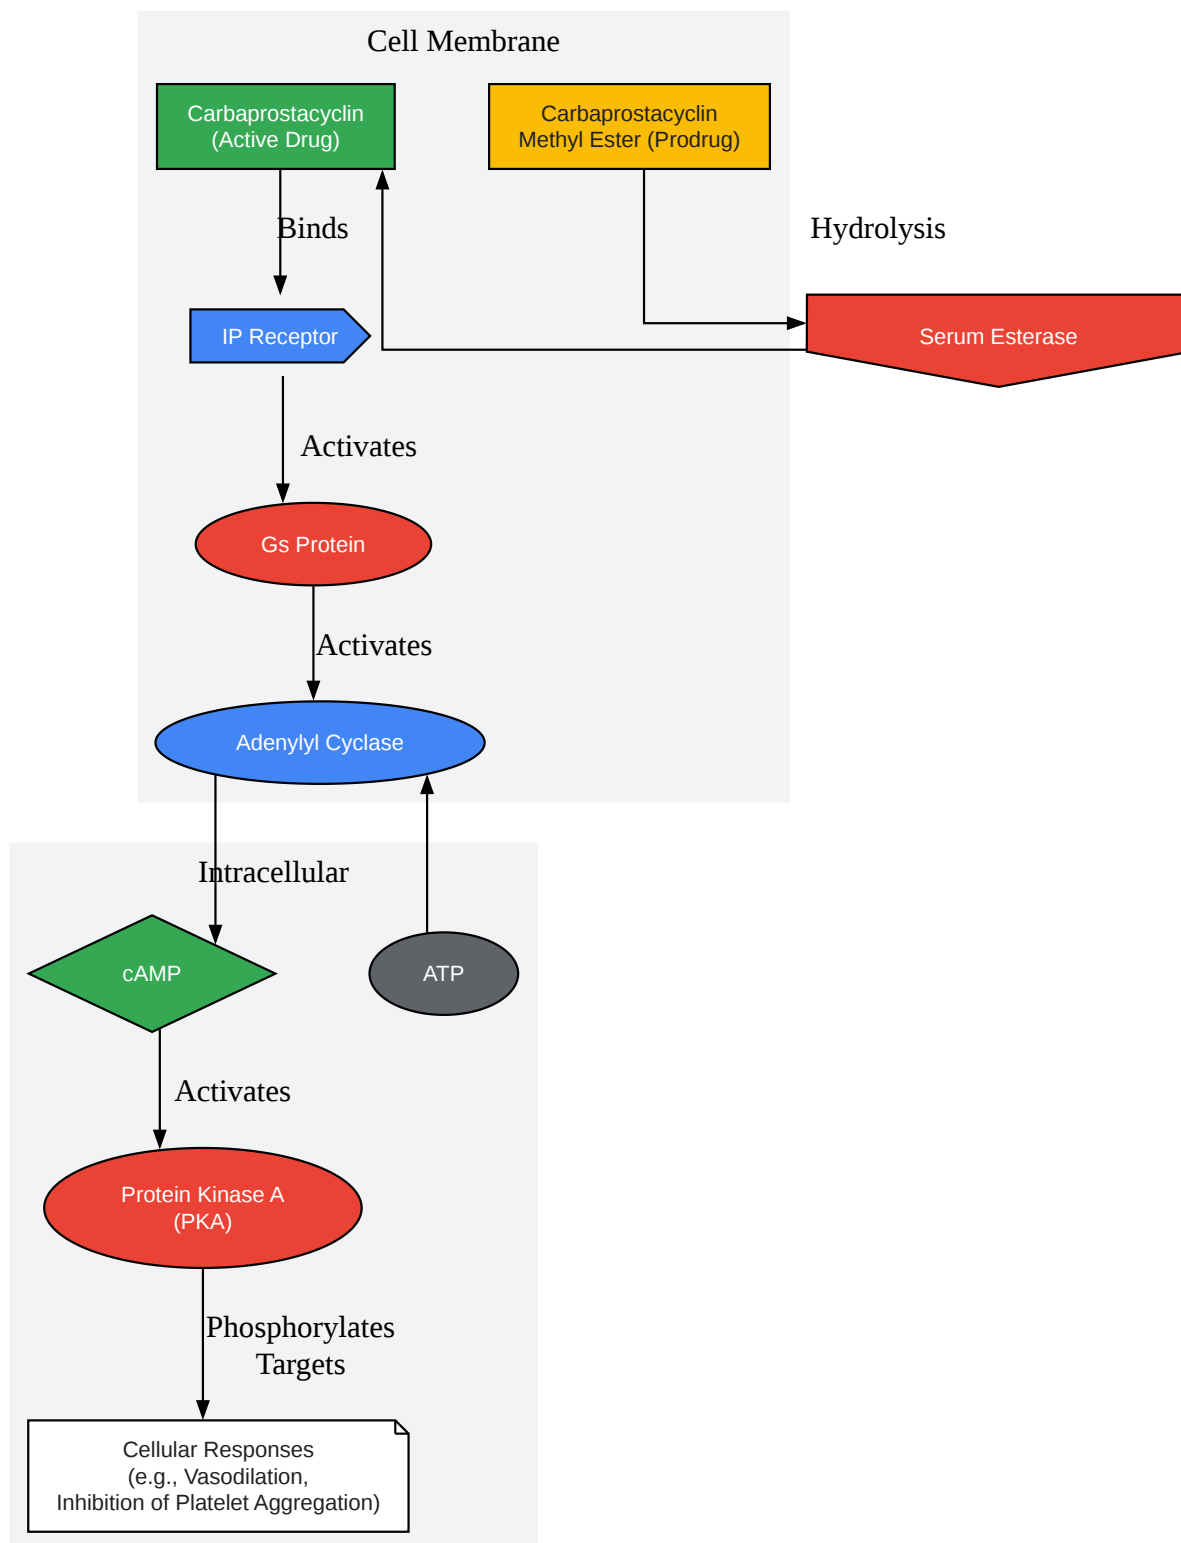 Cell Membrane
Carbaprostacyclin
(Active Drug)
Carbaprostacyclin
Methyl Ester (Prodrug)
Binds
Hydrolysis
IP Receptor
Serum Esterase
Activates
Gs Protein
Activates
Adenylyl Cyclase
Intracellular
cAMP
ATP
Activates
Protein Kinase A
(PKA)
Phosphorylates
Targets
Cellular Responses
(e.g., Vasodilation,
Inhibition of Platelet Aggregation)